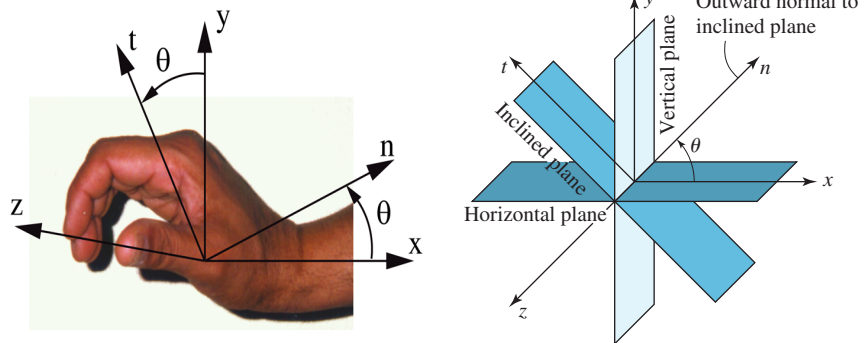 y
t
θ
n
z
θ
x
y
Outward normal to
inclined plane
t
n
Vertical plane
Inclined plane
θ
x
Horizontal plane
z